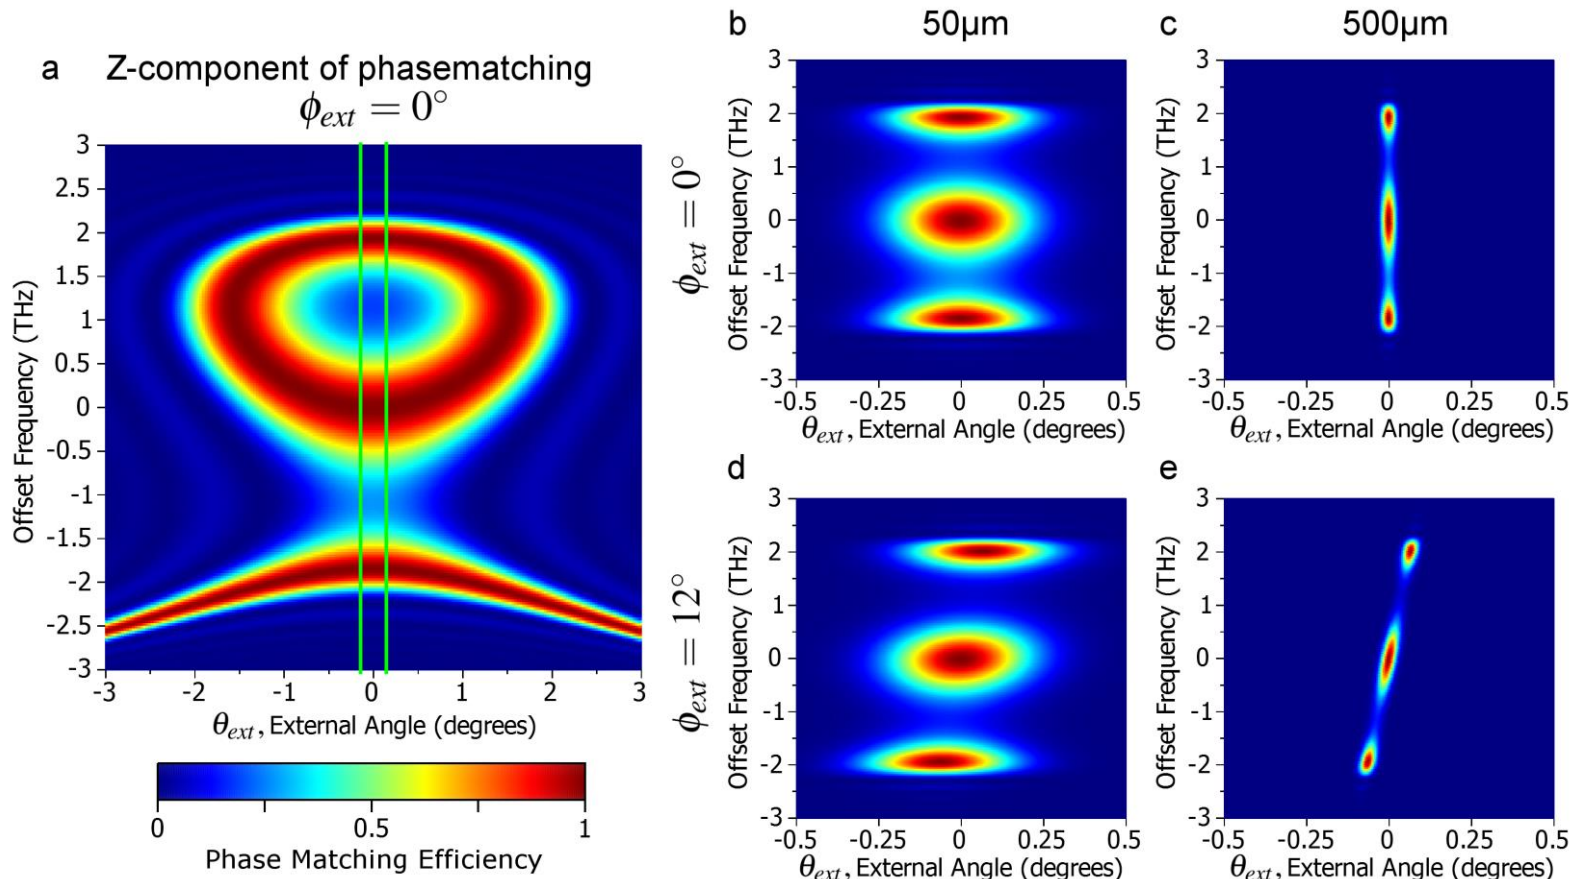 a Z-component of phasematching
ϕext = 0°
3
2.5
2
1.5
1
0.5
0
-0.5
-1
-1.5
-2
-2.5
-3
Offset Frequency (THz)
-3 -2 -1 0 1 2 3
θext, External Angle (degrees)
0 0.5 1
Phase Matching Efficiency
b 50µm
ϕext = 0°
3
2
1
0
-1
-2
-3
Offset Frequency (THz)
-0.5 -0.25 0 0.25 0.5
θext, External Angle (degrees)
c 500µm
3
2
1
0
-1
-2
-3
Offset Frequency (THz)
-0.5 -0.25 0 0.25 0.5
θext, External Angle (degrees)
d
ϕext = 12°
3
2
1
0
-1
-2
-3
Offset Frequency (THz)
-0.5 -0.25 0 0.25 0.5
θext, External Angle (degrees)
e
3
2
1
0
-1
-2
-3
Offset Frequency (THz)
-0.5 -0.25 0 0.25 0.5
θext, External Angle (degrees)